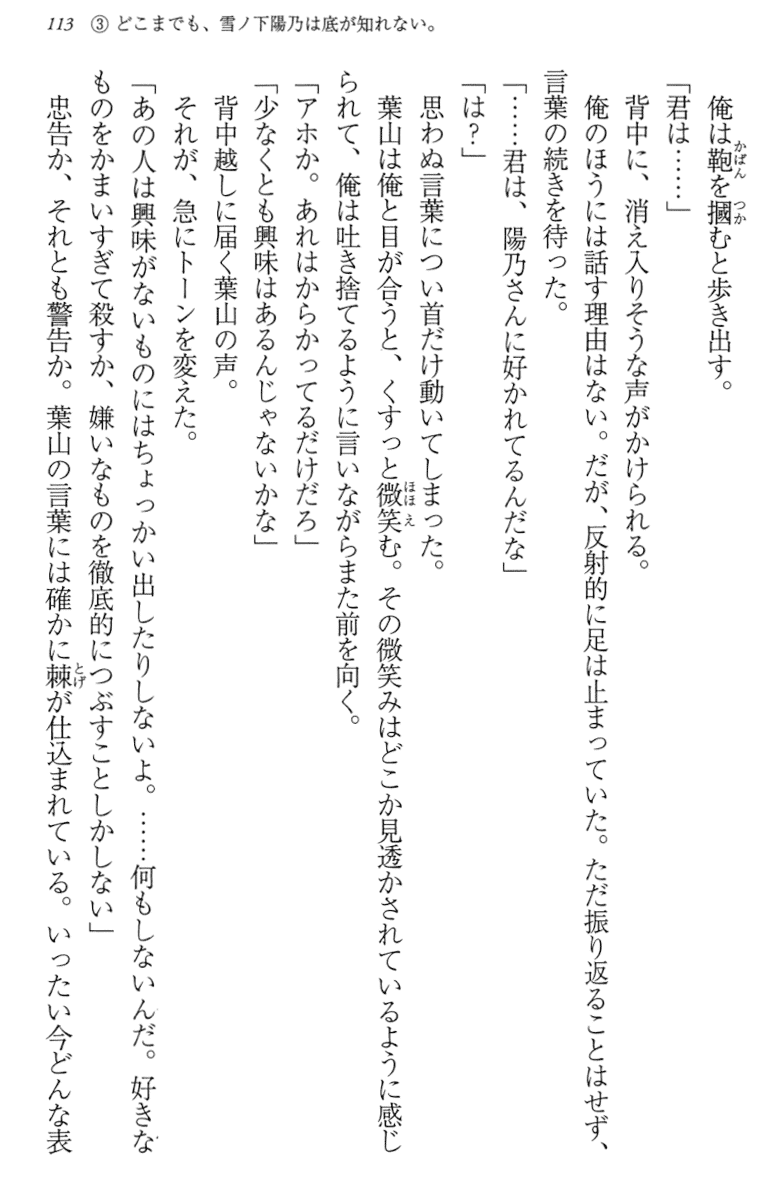 113 ③ どこまでも、雪ノ下陽乃は底が知れない。
俺は鞄を摑むと歩き出す。
「君は……」
背中に、消え入りそうな声がかけられる。
俺のほうには話す理由はない。だが、反射的に足は止まっていた。ただ振り返ることはせず、
言葉の続きを待った。
「……君は、陽乃さんに好かれてるんだな」
「は？」
思わぬ言葉につい首だけ動いてしまった。
葉山は俺と目が合うと、くすっと微笑む。その微笑みはどこか見透かされているように感じ
られて、俺は吐き捨てるように言いながらまた前を向く。
「アホか。あれはからかってるだけだろ」
「少なくとも興味はあるんじゃないかな」
背中越しに届く葉山の声。
それが、急にトーンを変えた。
「あの人は興味がないものにはちょっかい出したりしないよ。……何もしないんだ。好きな
ものをかまいすぎて殺すか、嫌いなものを徹底的につぶすことしかしない」
忠告か、それとも警告か。葉山の言葉には確かに棘が仕込まれている。いったい今どんな表